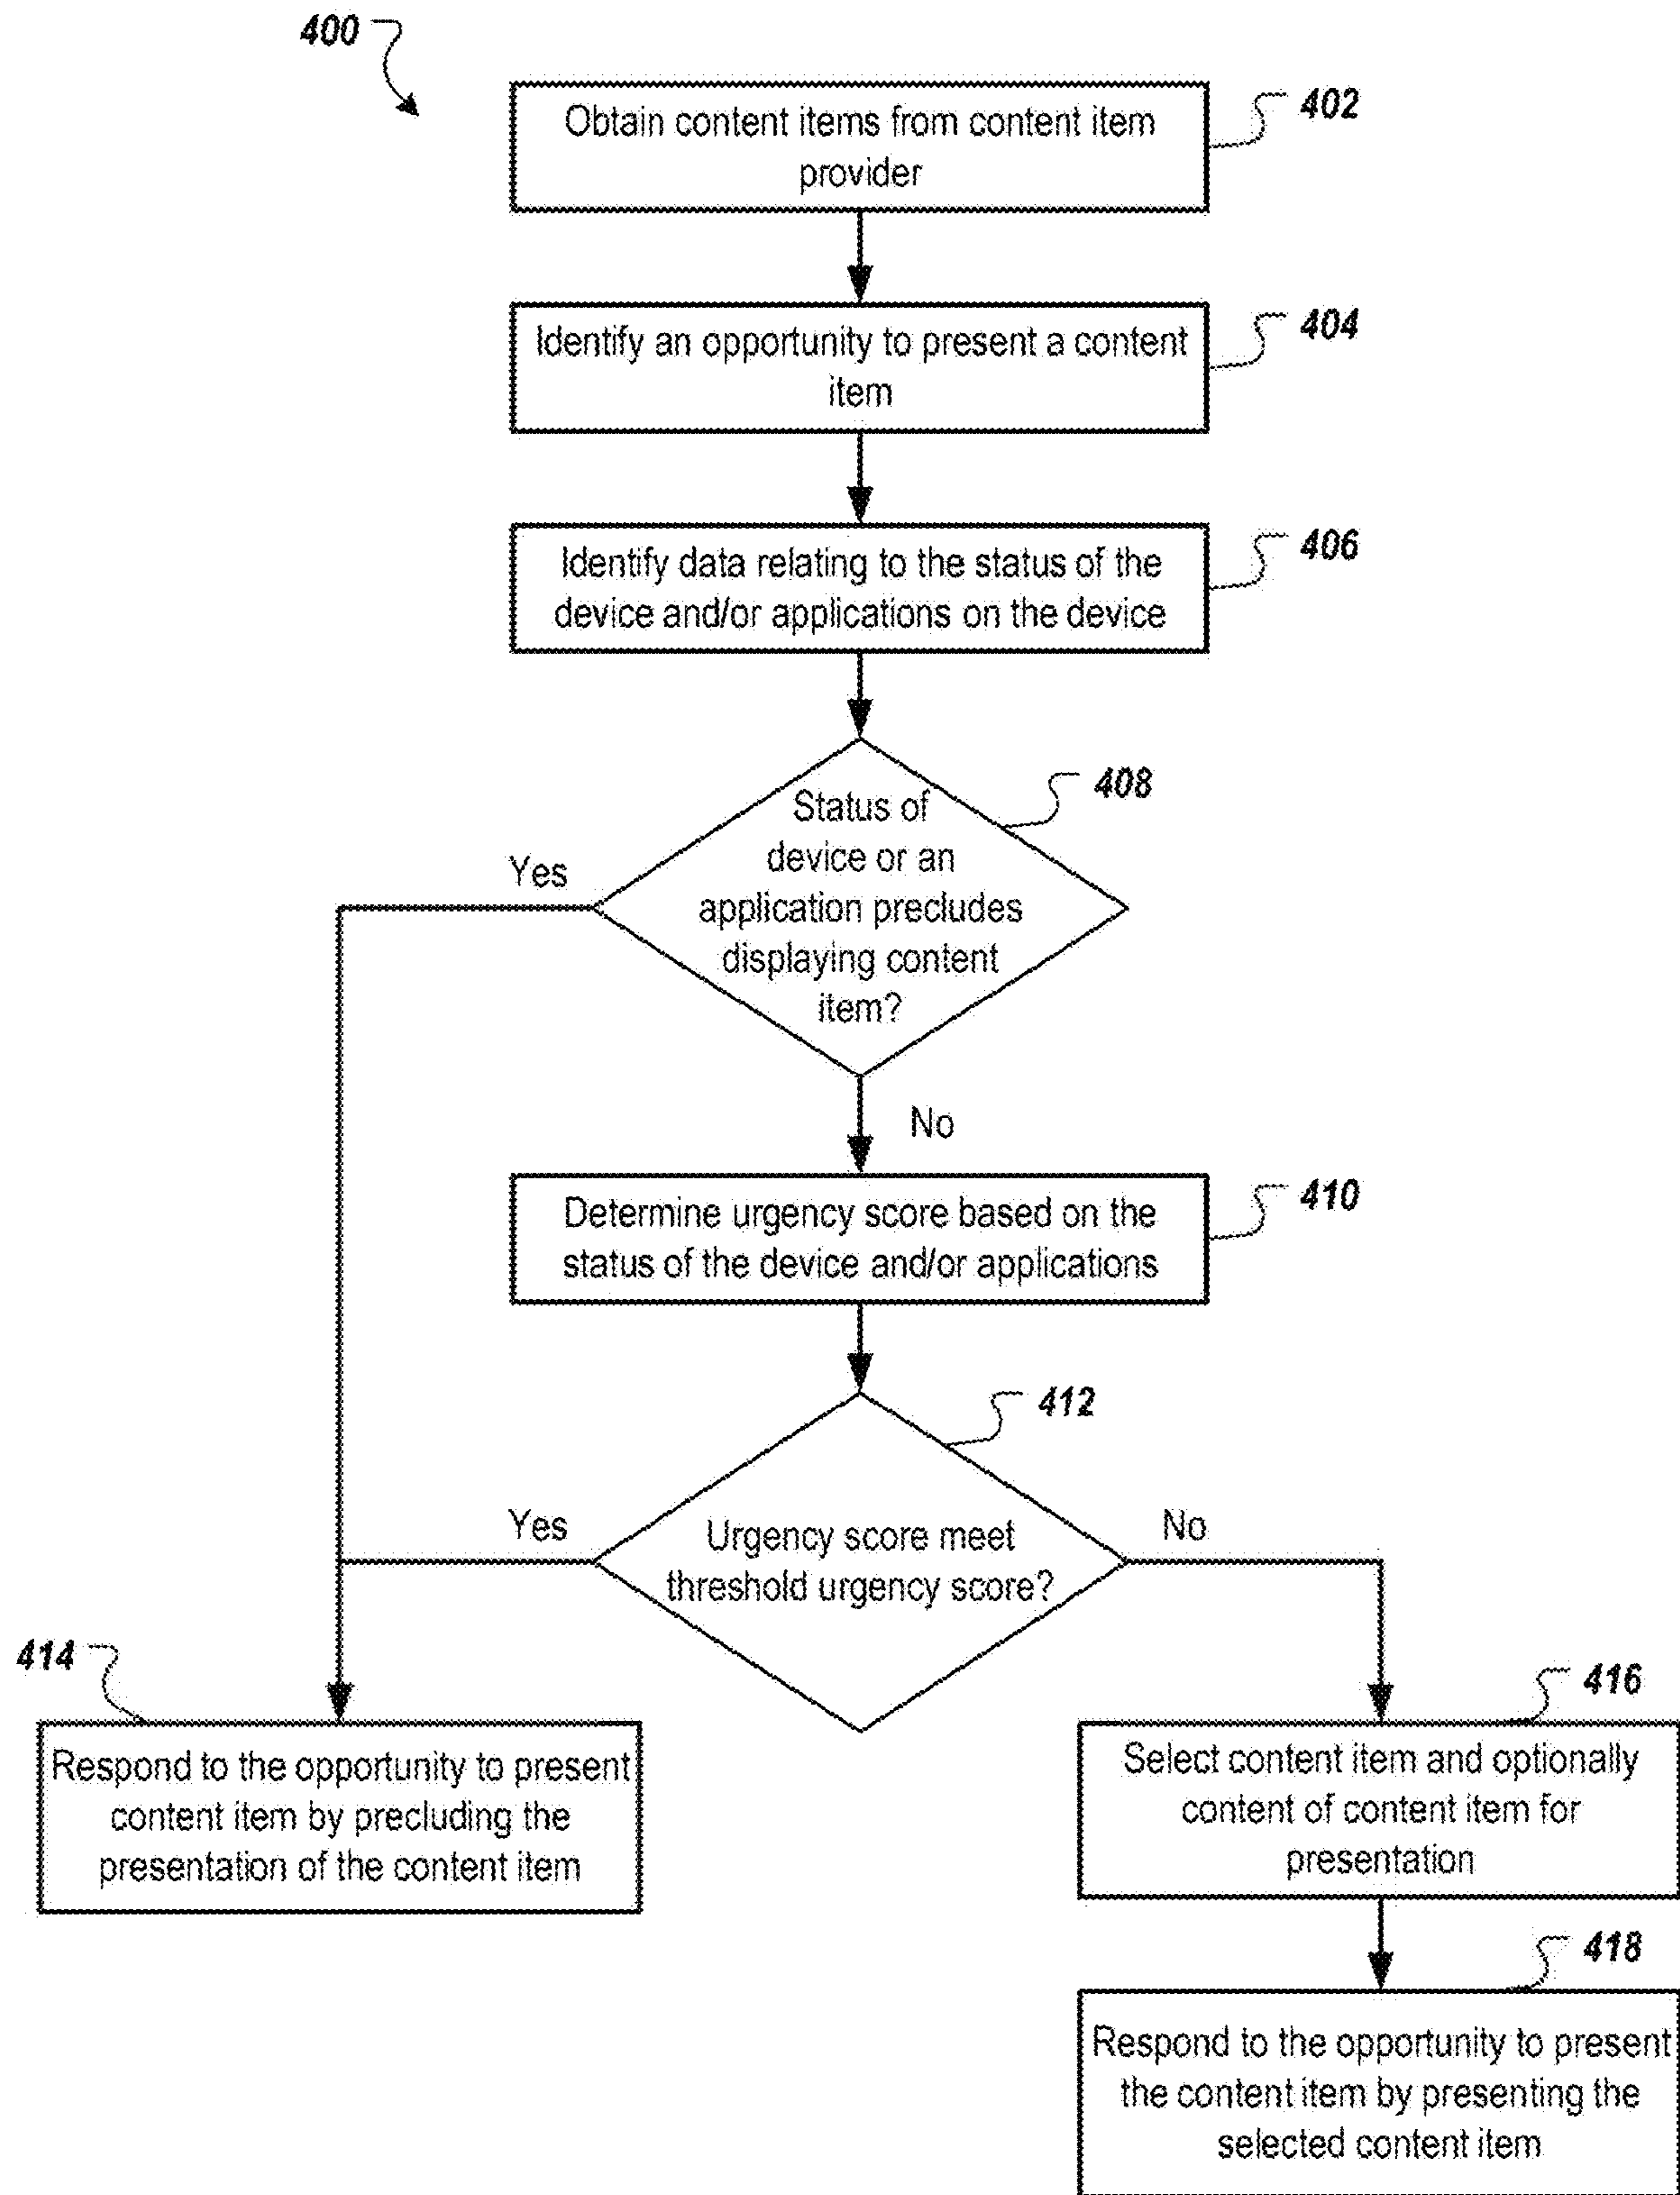 400
Obtain content items from content item
provider
402
Identify an opportunity to present a content
item
404
Identify data relating to the status of the
device and/or applications on the device
406
Status of
device or an
application precludes
displaying content
item?
408
Yes
No
Determine urgency score based on the
status of the device and/or applications
410
Urgency score meet
threshold urgency score?
412
Yes
No
414
Respond to the opportunity to present
content item by precluding the
presentation of the content item
416
Select content item and optionally
content of content item for
presentation
418
Respond to the opportunity to present
the content item by presenting the
selected content item